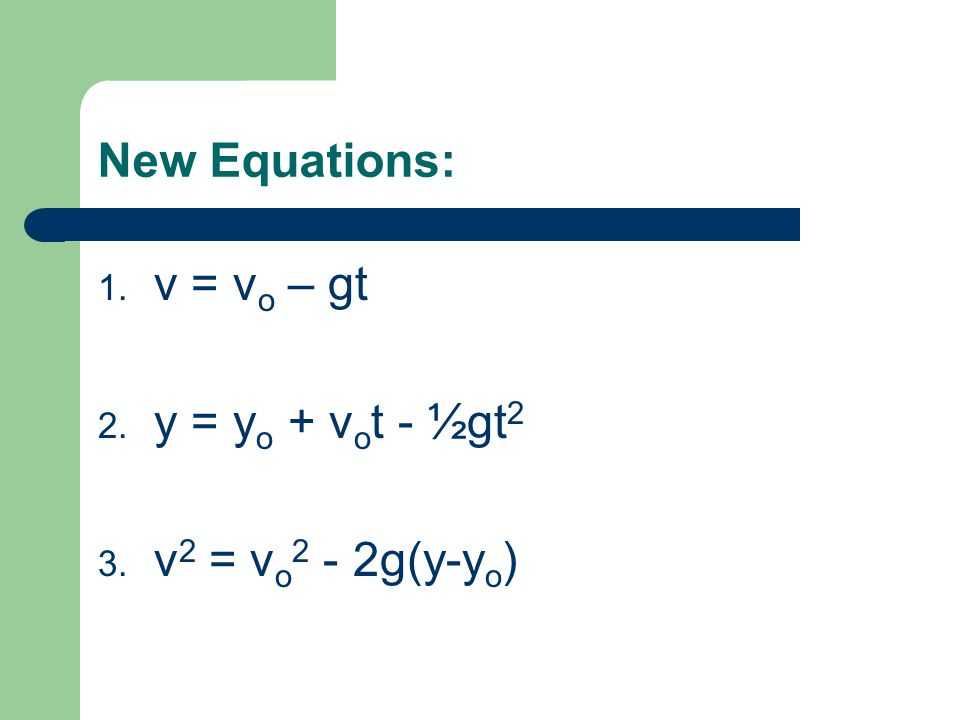 New Equations:
1. v = vₒ – gt
2. y = yₒ + vₒt - ½gt²
3. v² = vₒ² - 2g(y-yₒ)